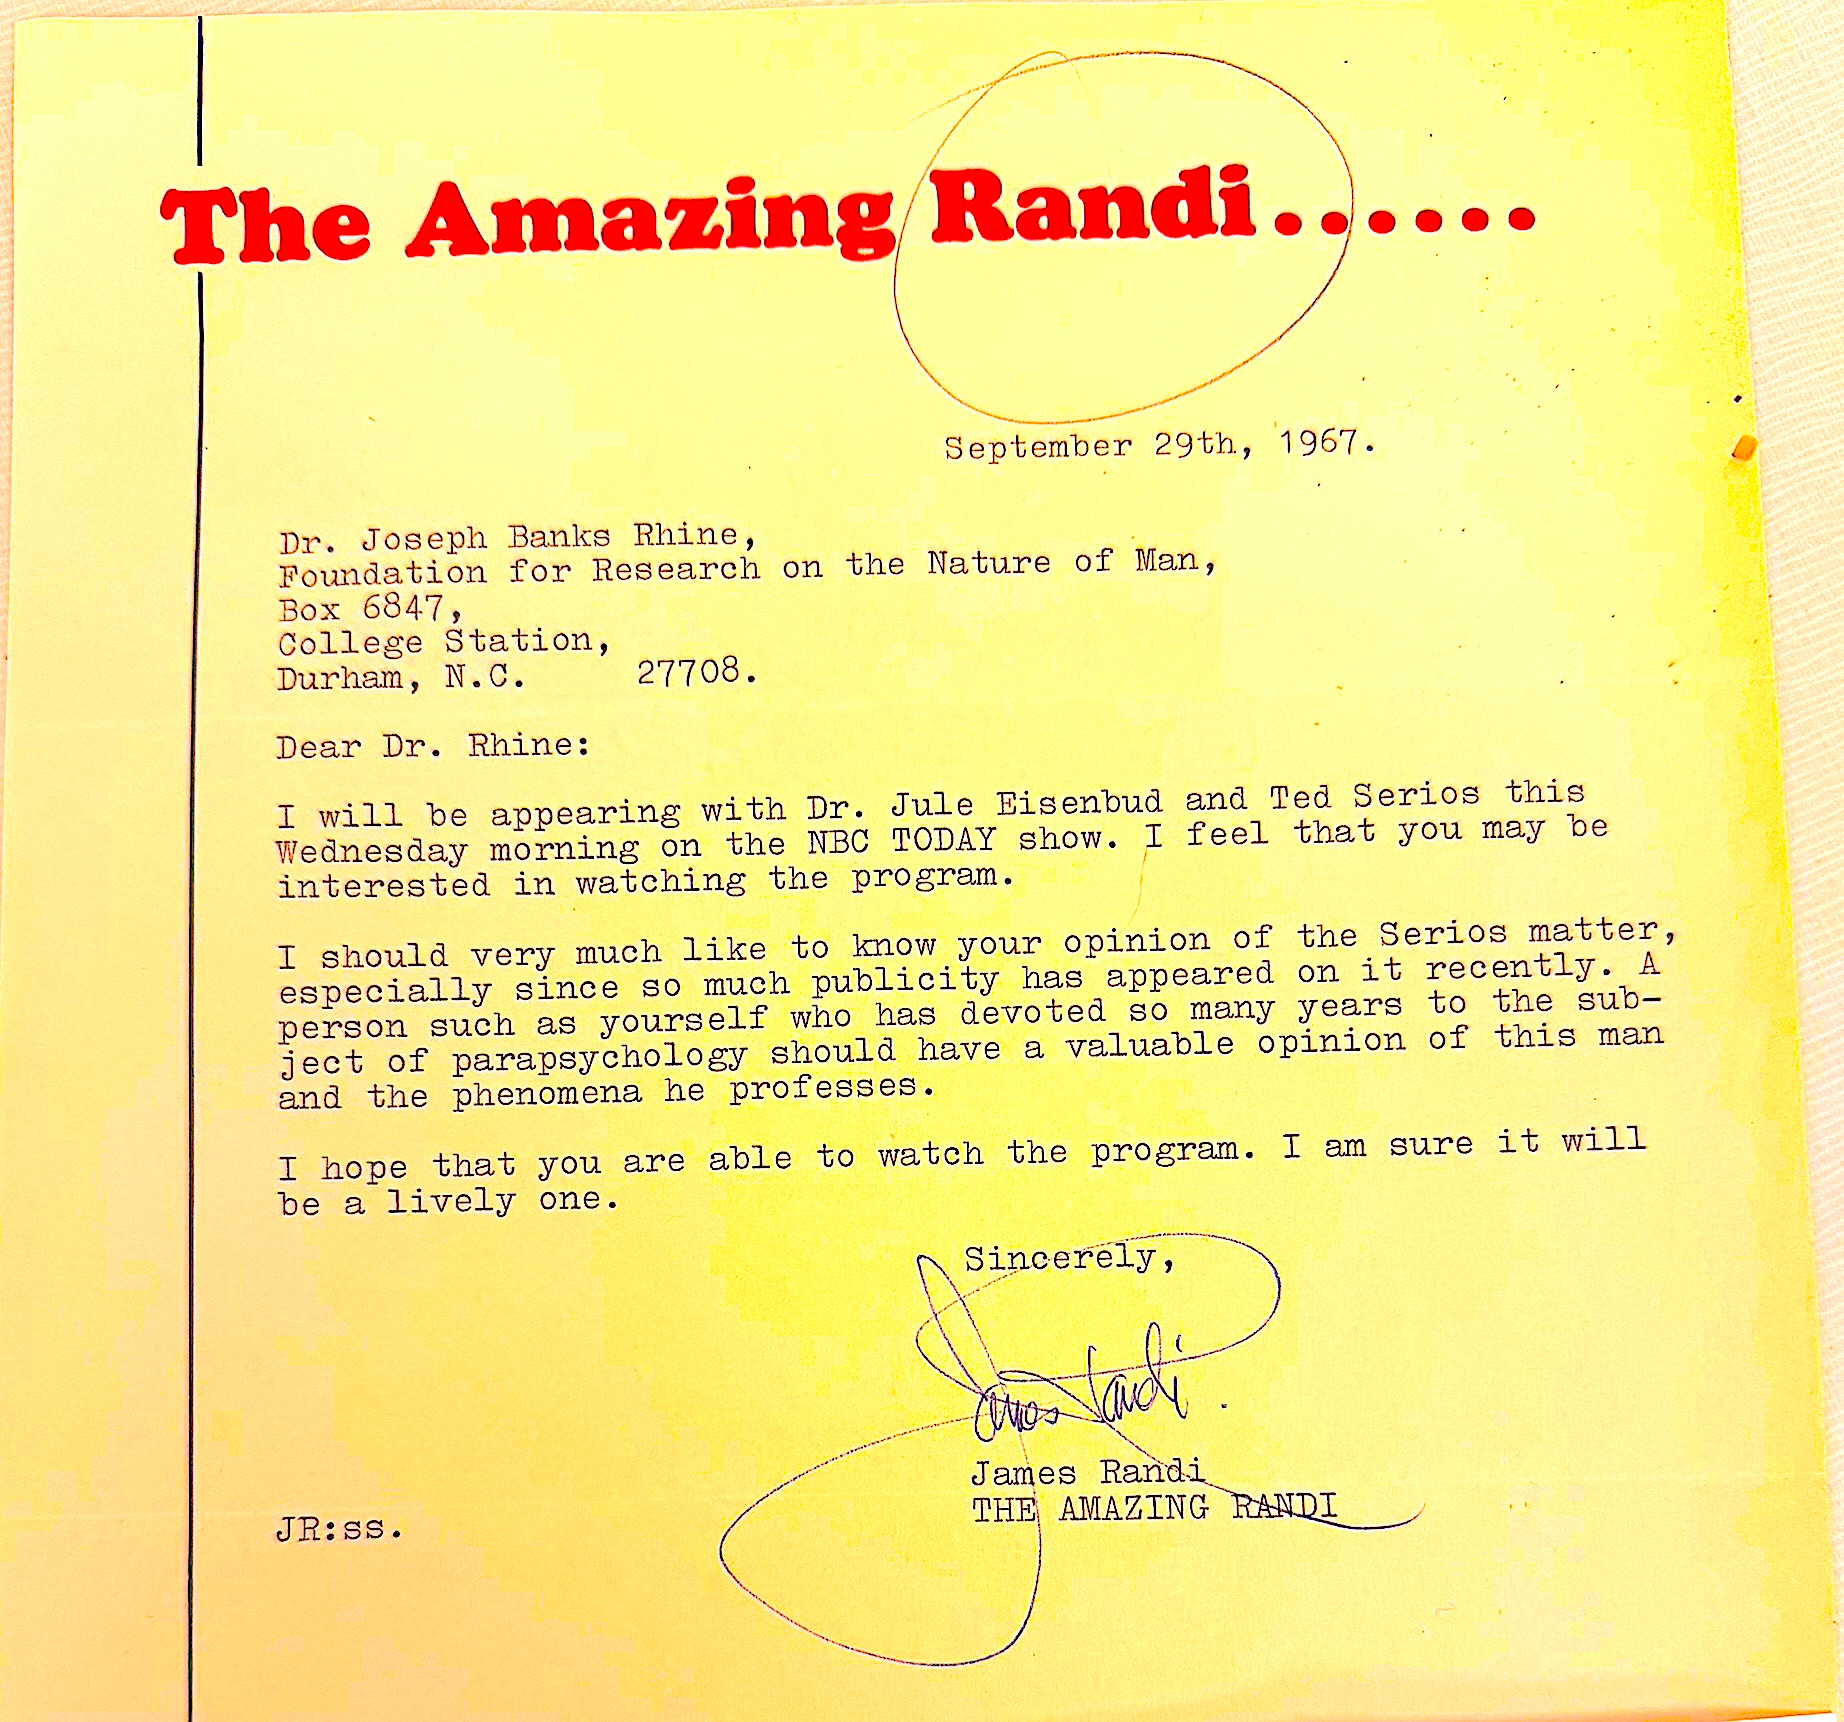 The Amazing Randi......
September 29th, 1967.
Dr. Joseph Banks Rhine,
Foundation for Research on the Nature of Man,
Box 6847,
College Station,
Durham, N.C. 27708.
Dear Dr. Rhine:
I will be appearing with Dr. Jule Eisenbud and Ted Serios this
Wednesday morning on the NBC TODAY show. I feel that you may be
interested in watching the program.
I should very much like to know your opinion of the Serios matter,
especially since so much publicity has appeared on it recently. A
person such as yourself who has devoted so many years to the sub-
ject of parapsychology should have a valuable opinion of this man
and the phenomena he professes.
I hope that you are able to watch the program. I am sure it will
be a lively one.
Sincerely,
James Randi.
James Randi
THE AMAZING RANDI
JR:ss.